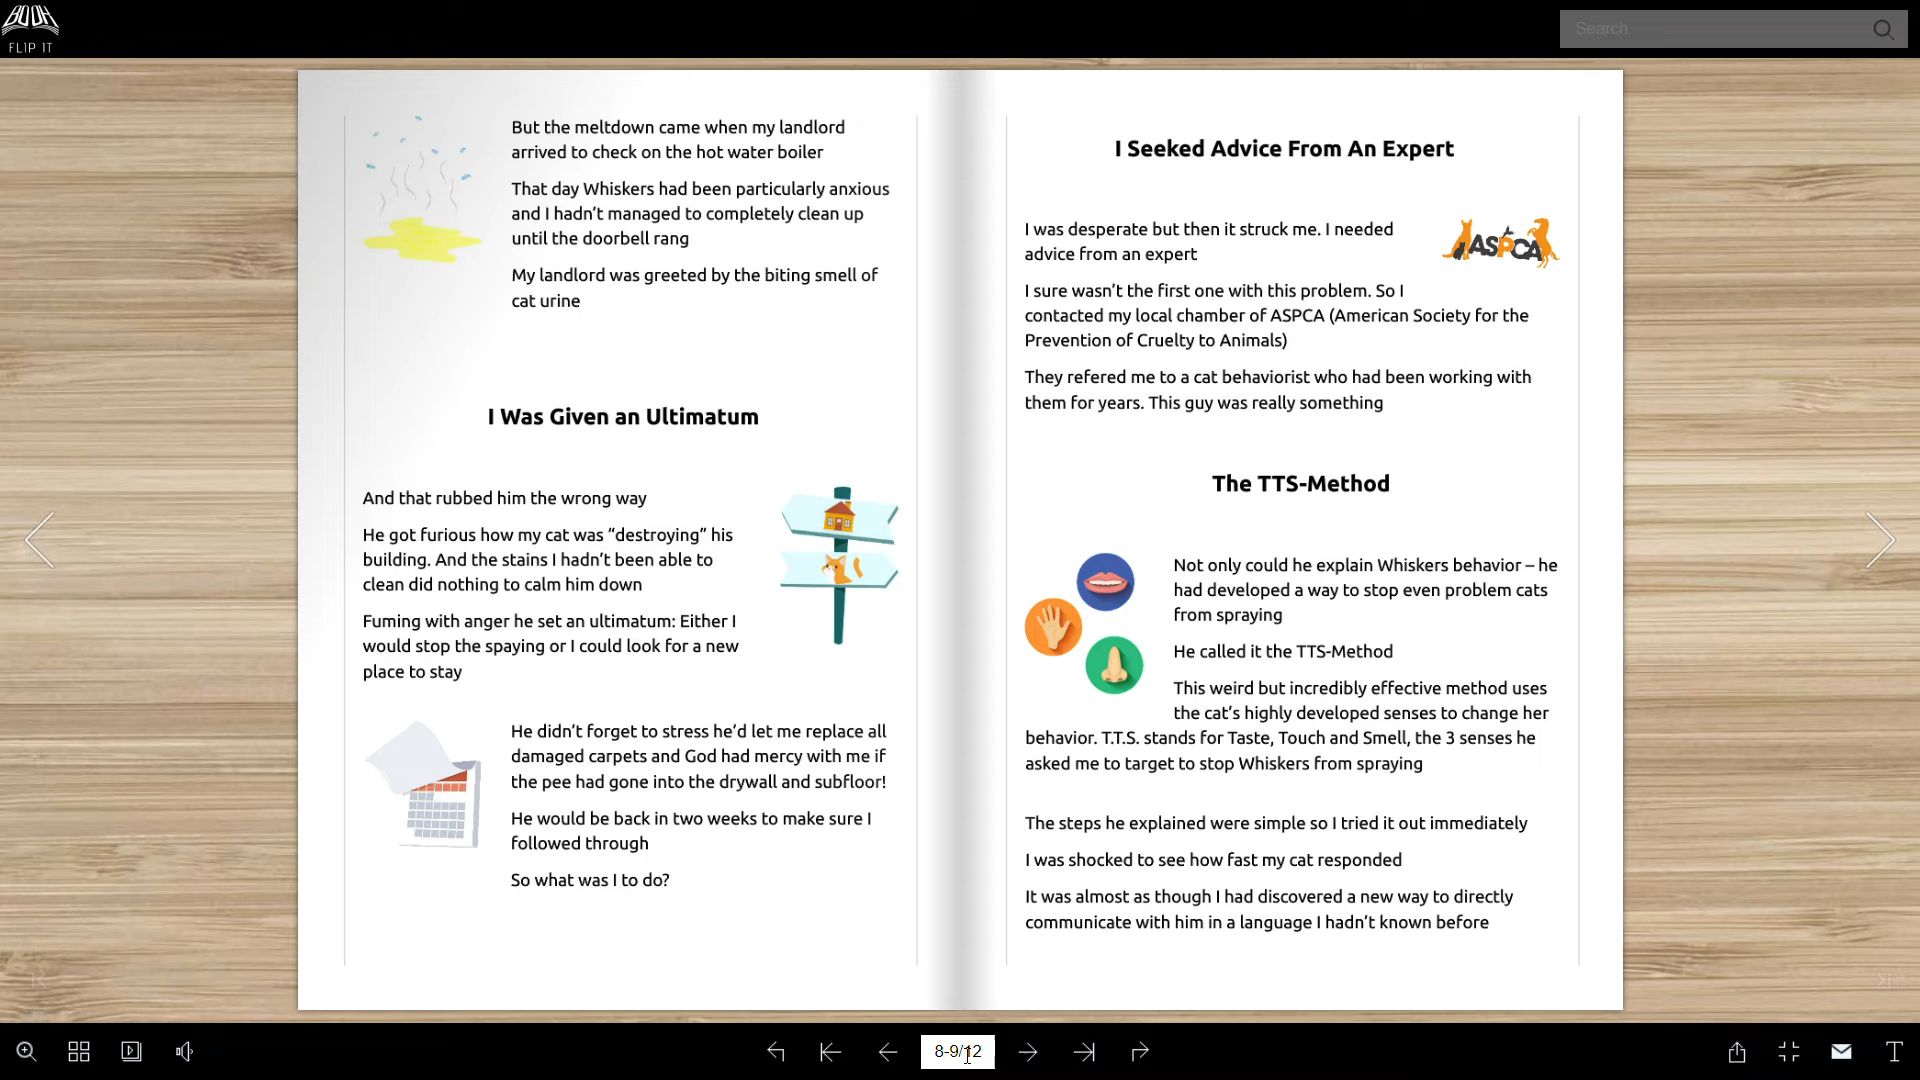 BOOK
FLIP IT
Search
But the meltdown came when my landlord
arrived to check on the hot water boiler
That day Whiskers had been particularly anxious
and I hadn’t managed to completely clean up
until the doorbell rang
My landlord was greeted by the biting smell of
cat urine
I Was Given an Ultimatum
And that rubbed him the wrong way
He got furious how my cat was “destroying” his
building. And the stains I hadn’t been able to
clean did nothing to calm him down
Fuming with anger he set an ultimatum: Either I
would stop the spaying or I could look for a new
place to stay
He didn’t forget to stress he’d let me replace all
damaged carpets and God had mercy with me if
the pee had gone into the drywall and subfloor!
He would be back in two weeks to make sure I
followed through
So what was I to do?
I Seeked Advice From An Expert
I was desperate but then it struck me. I needed
advice from an expert
ASPCA
I sure wasn’t the first one with this problem. So I
contacted my local chamber of ASPCA (American Society for the
Prevention of Cruelty to Animals)
They refered me to a cat behaviorist who had been working with
them for years. This guy was really something
The TTS-Method
Not only could he explain Whiskers behavior – he
had developed a way to stop even problem cats
from spraying
He called it the TTS-Method
This weird but incredibly effective method uses
the cat’s highly developed senses to change her
behavior. T.T.S. stands for Taste, Touch and Smell, the 3 senses he
asked me to target to stop Whiskers from spraying
The steps he explained were simple so I tried it out immediately
I was shocked to see how fast my cat responded
It was almost as though I had discovered a new way to directly
communicate with him in a language I hadn’t known before
8-9/12